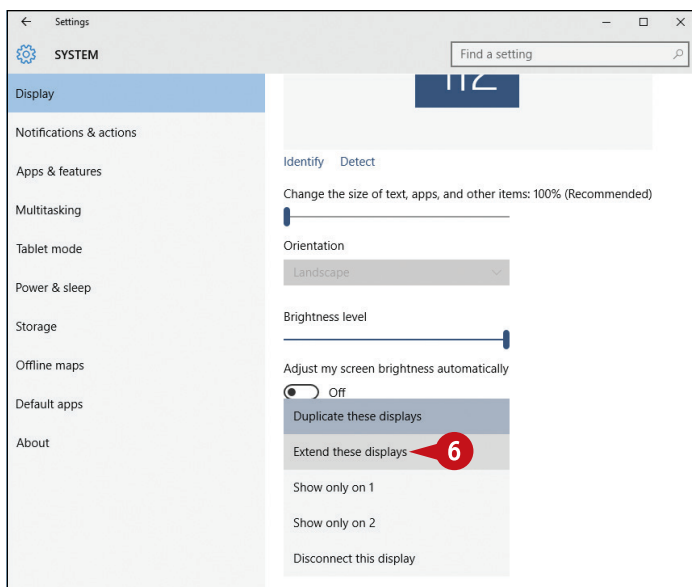 Settings
SYSTEM
Find a setting
Display
Notifications & actions
Apps & features
Multitasking
Tablet mode
Power & sleep
Storage
Offline maps
Default apps
About
Identify Detect
Change the size of text, apps, and other items: 100% (Recommended)
Orientation
Landscape
Brightness level
Adjust my screen brightness automatically
Off
Duplicate these displays
Extend these displays 6
Show only on 1
Show only on 2
Disconnect this display